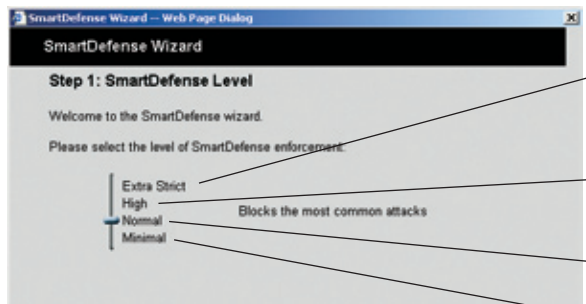 SmartDefense Wizard -- Web Page Dialog
SmartDefense Wizard
Step 1: SmartDefense Level
Welcome to the SmartDefense wizard.
Please select the level of SmartDefense enforcement:
Extra Strict
High
Blocks the most common attacks
Normal
Minimal